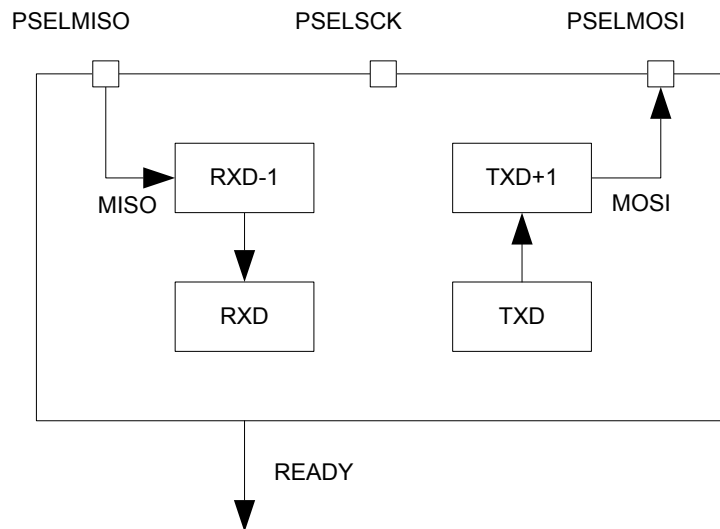 PSELMISO
PSELSCK
PSELMOSI
RXD-1
TXD+1
MISO
MOSI
RXD
TXD
READY